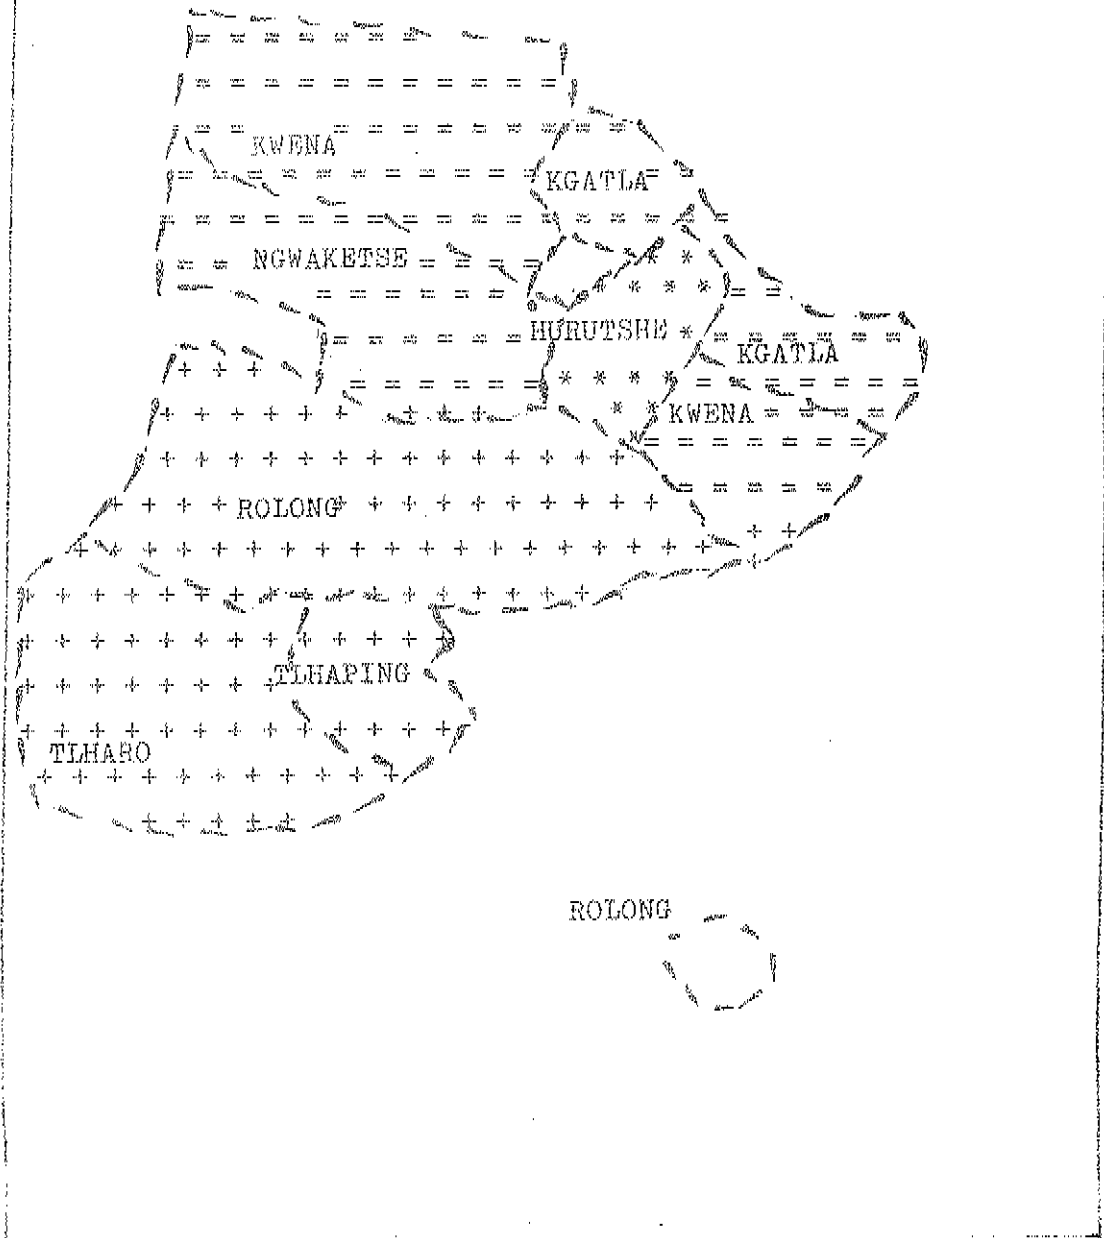 KWENA
KGATLA
NGWAKETSE
HURUTSHE
KGATLA
KWENA
ROLONG
TLHAPING
TLHARO
ROLONG